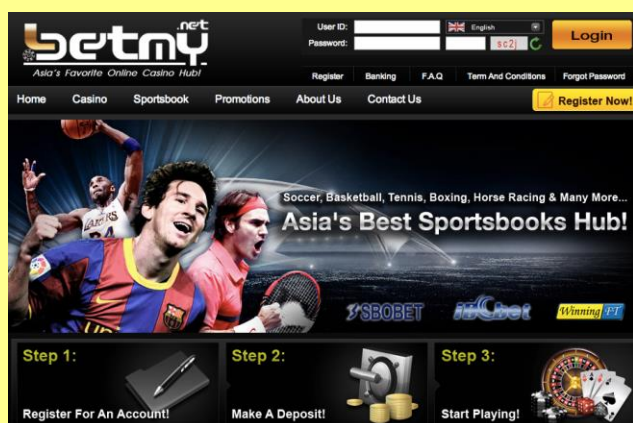 betmy.net
Asia's Favorite Online Casino Hub!
User ID:
English
Login
Password:
sc2j
Register
Banking
F.A.Q
Term And Conditions
Forgot Password
Home
Casino
Sportsbook
Promotions
About Us
Contact Us
Register Now!
Soccer, Basketball, Tennis, Boxing, Horse Racing & Many More...
Asia's Best Sportsbooks Hub!
LAKERS
24
SBOBET
ibcbet
Winning FT
Step 1:
Register For An Account!
Step 2:
Make A Deposit!
Step 3:
Start Playing!